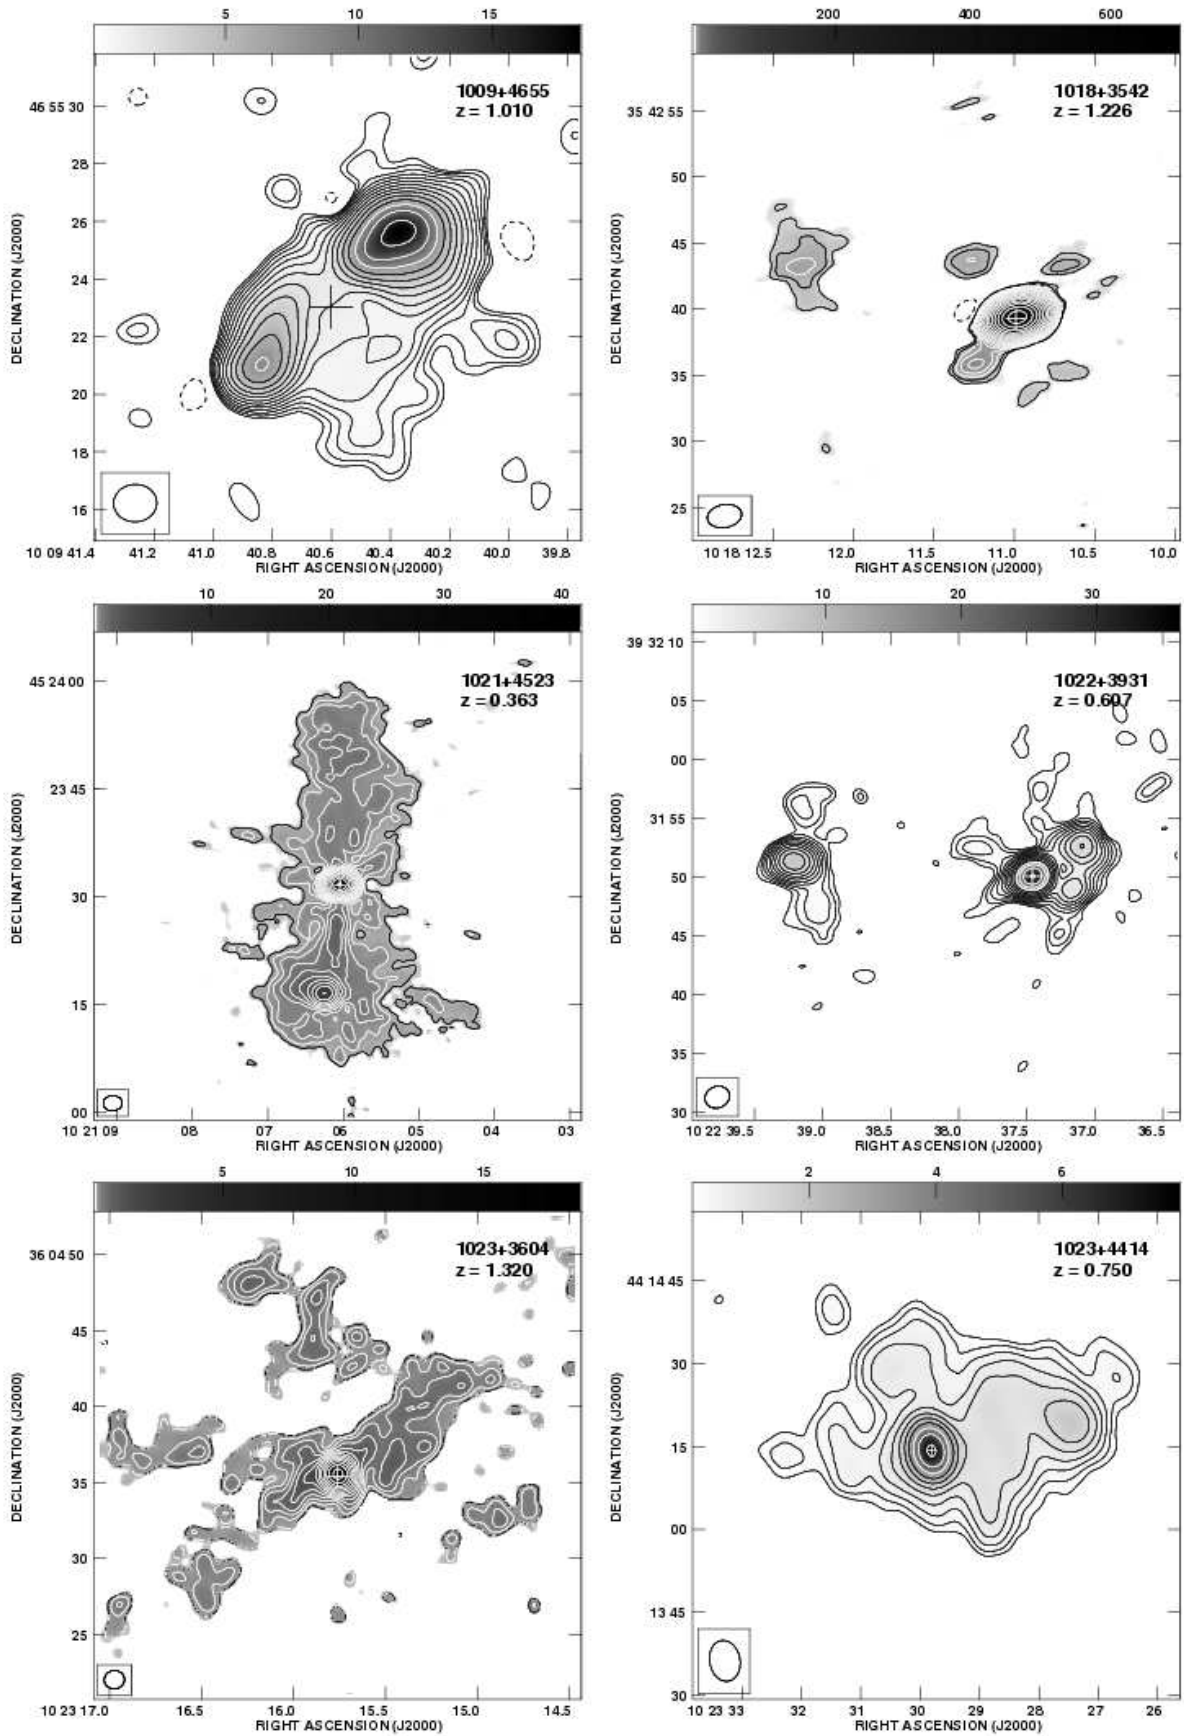 5 10 15
1009+4655
z = 1.010
46 55 30
28
26
24
22
20
18
16
DECLINATION (J2000)
10 09 41.4 41.2 41.0 40.8 40.6 40.4 40.2 40.0 39.8
RIGHT ASCENSION (J2000)
200 400 600
1018+3542
z = 1.226
35 42 55
50
45
40
35
30
25
DECLINATION (J2000)
10 18 12.5 12.0 11.5 11.0 10.5 10.0
RIGHT ASCENSION (J2000)
10 20 30 40
1021+4523
z = 0.363
45 24 00
23 45
30
15
00
DECLINATION (J2000)
10 21 09 08 07 06 05 04 03
RIGHT ASCENSION (J2000)
10 20 30
1022+3931
z = 0.607
39 32 10
05
00
31 55
50
45
40
35
30
DECLINATION (J2000)
10 22 39.5 39.0 38.5 38.0 37.5 37.0 36.5
RIGHT ASCENSION (J2000)
5 10 15
1023+3604
z = 1.320
36 04 50
45
40
35
30
25
DECLINATION (J2000)
10 23 17.0 16.5 16.0 15.5 15.0 14.5
RIGHT ASCENSION (J2000)
2 4 6
1023+4414
z = 0.750
44 14 45
30
15
00
13 45
30
DECLINATION (J2000)
10 23 33 32 31 30 29 28 27 26
RIGHT ASCENSION (J2000)